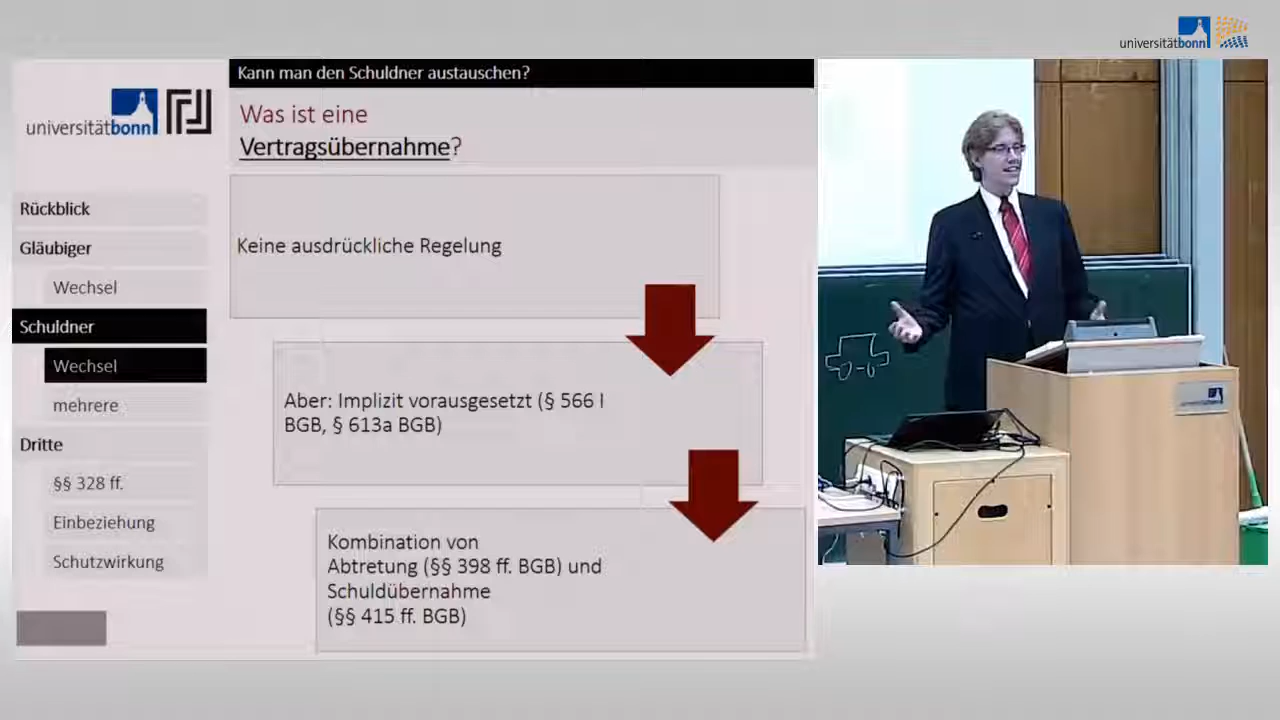 universitätbonn
Kann man den Schuldner austauschen?
universitätbonn
Was ist eine
Vertragsübernahme?
Rückblick
Gläubiger
Wechsel
Schuldner
Wechsel
mehrere
Dritte
§§ 328 ff.
Einbeziehung
Schutzwirkung
Keine ausdrückliche Regelung
Aber: Implizit vorausgesetzt (§ 566 I
BGB, § 613a BGB)
Kombination von
Abtretung (§§ 398 ff. BGB) und
Schuldübernahme
(§§ 415 ff. BGB)